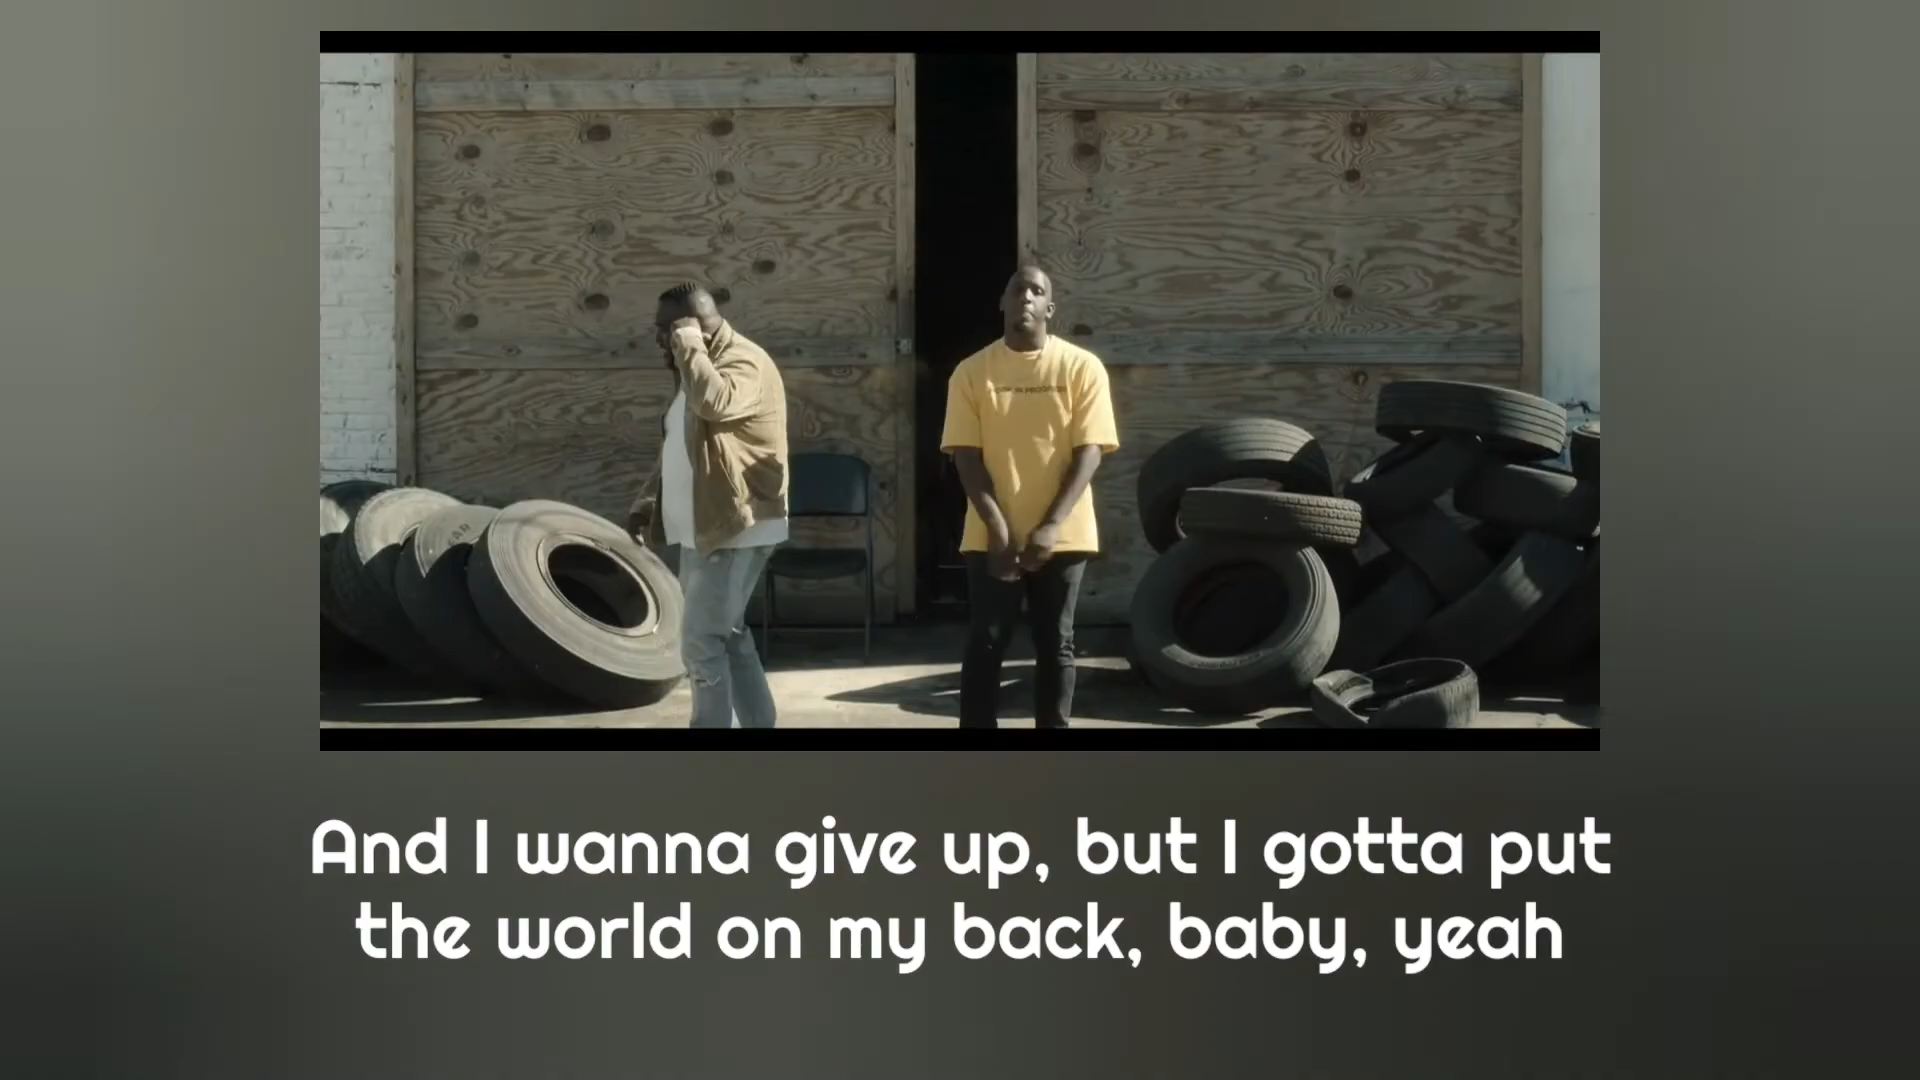 And I wanna give up, but I gotta put
the world on my back, baby, yeah